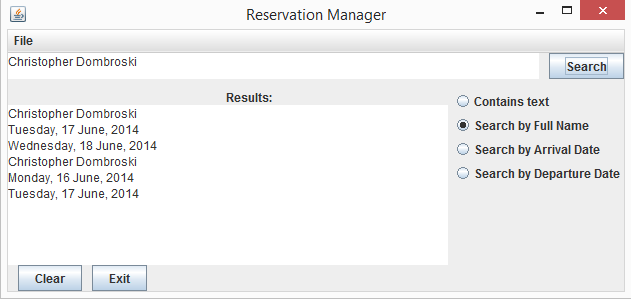 Reservation Manager
File
Christopher Dombroski
Search
Results:
Christopher Dombroski
Tuesday, 17 June, 2014
Wednesday, 18 June, 2014
Christopher Dombroski
Monday, 16 June, 2014
Tuesday, 17 June, 2014
Contains text
Search by Full Name
Search by Arrival Date
Search by Departure Date
Clear
Exit